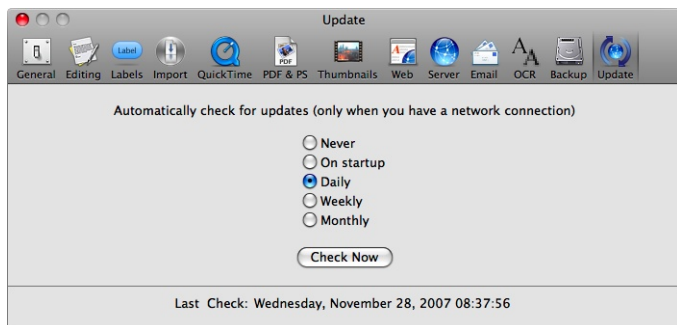 Update
Label
PDF
General Editing Labels Import QuickTime PDF & PS Thumbnails Web Server Email OCR Backup Update
Automatically check for updates (only when you have a network connection)
Never
On startup
Daily
Weekly
Monthly
Check Now
Last Check: Wednesday, November 28, 2007 08:37:56